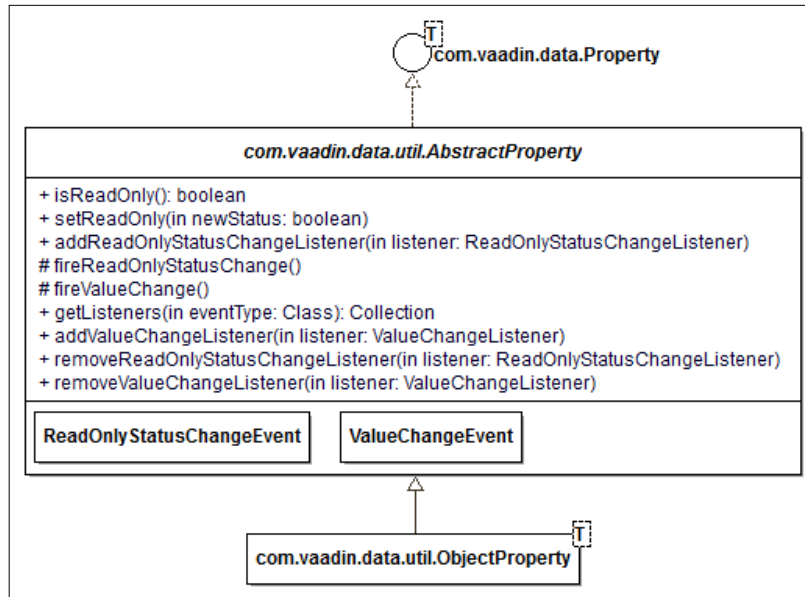 T
com.vaadin.data.Property
com.vaadin.data.util.AbstractProperty
+ isReadOnly(): boolean
+ setReadOnly(in newStatus: boolean)
+ addReadOnlyStatusChangeListener(in listener: ReadOnlyStatusChangeListener)
# fireReadOnlyStatusChange()
# fireValueChange()
+ getListeners(in eventType: Class): Collection
+ addValueChangeListener(in listener: ValueChangeListener)
+ removeReadOnlyStatusChangeListener(in listener: ReadOnlyStatusChangeListener)
+ removeValueChangeListener(in listener: ValueChangeListener)
ReadOnlyStatusChangeEvent
ValueChangeEvent
T
com.vaadin.data.util.ObjectProperty